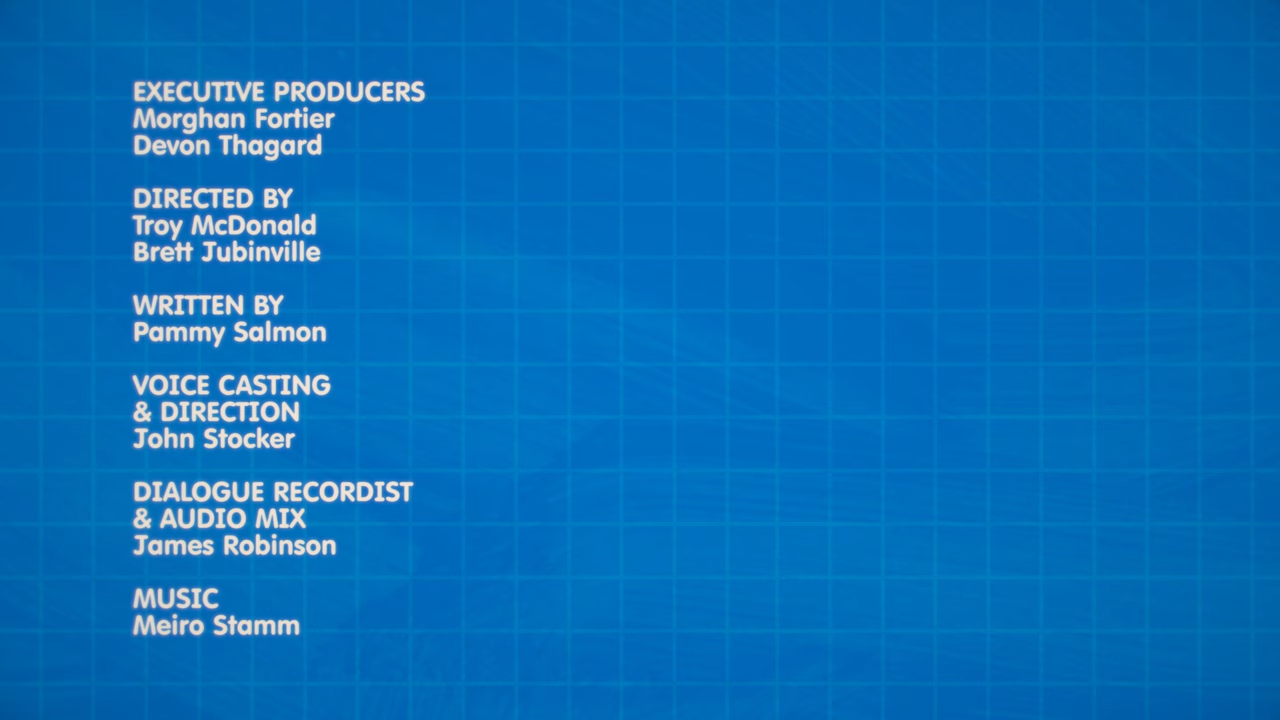 EXECUTIVE PRODUCERS
Morghan Fortier
Devon Thagard
DIRECTED BY
Troy McDonald
Brett Jubinville
WRITTEN BY
Pammy Salmon
VOICE CASTING
& DIRECTION
John Stocker
DIALOGUE RECORDIST
& AUDIO MIX
James Robinson
MUSIC
Meiro Stamm